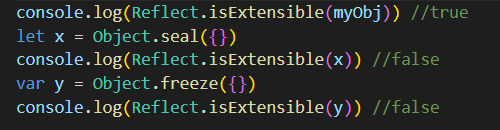 console.log(Reflect.isExtensible(myObj)) //true
let x = Object.seal({})
console.log(Reflect.isExtensible(x)) //false
var y = Object.freeze({})
console.log(Reflect.isExtensible(y)) //false